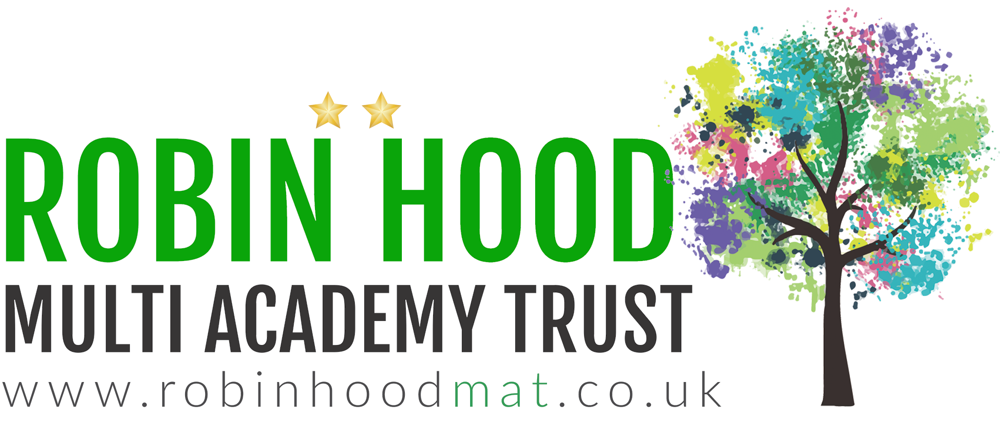 ROBIN HOOD
MULTI ACADEMY TRUST
www.robinhoodmat.co.uk